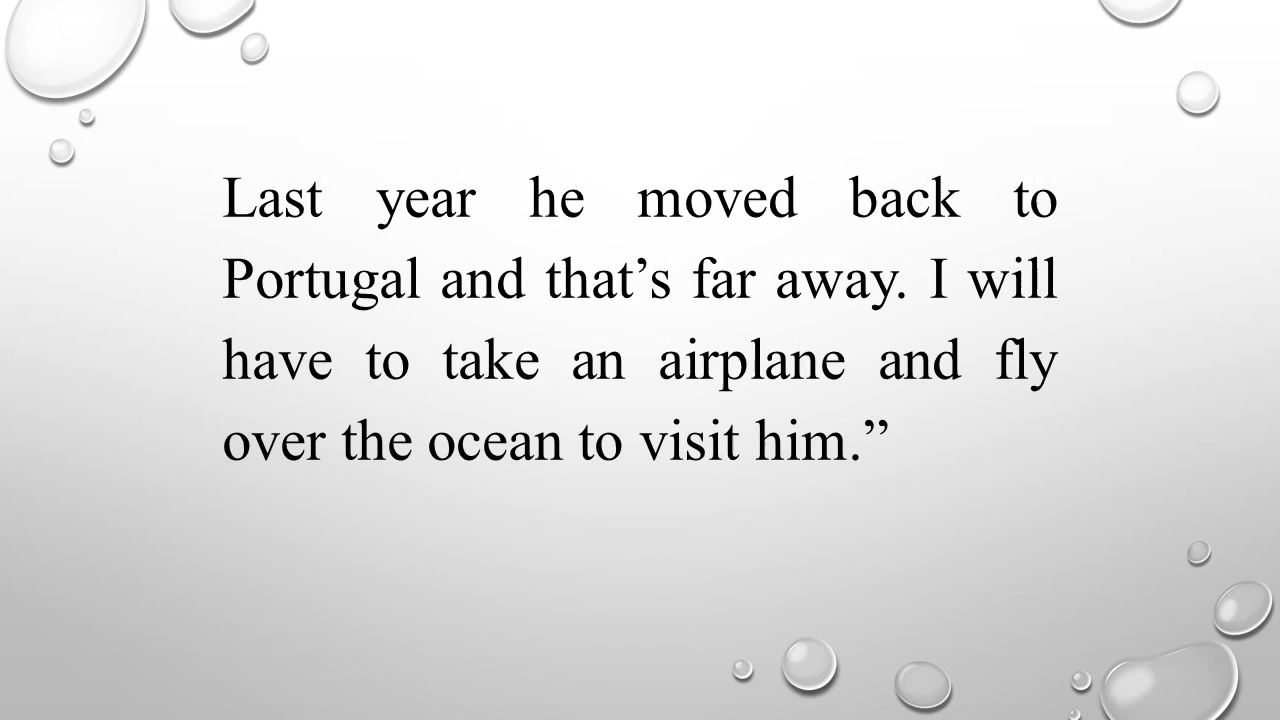 Last year he moved back to
Portugal and that’s far away. I will
have to take an airplane and fly
over the ocean to visit him.”